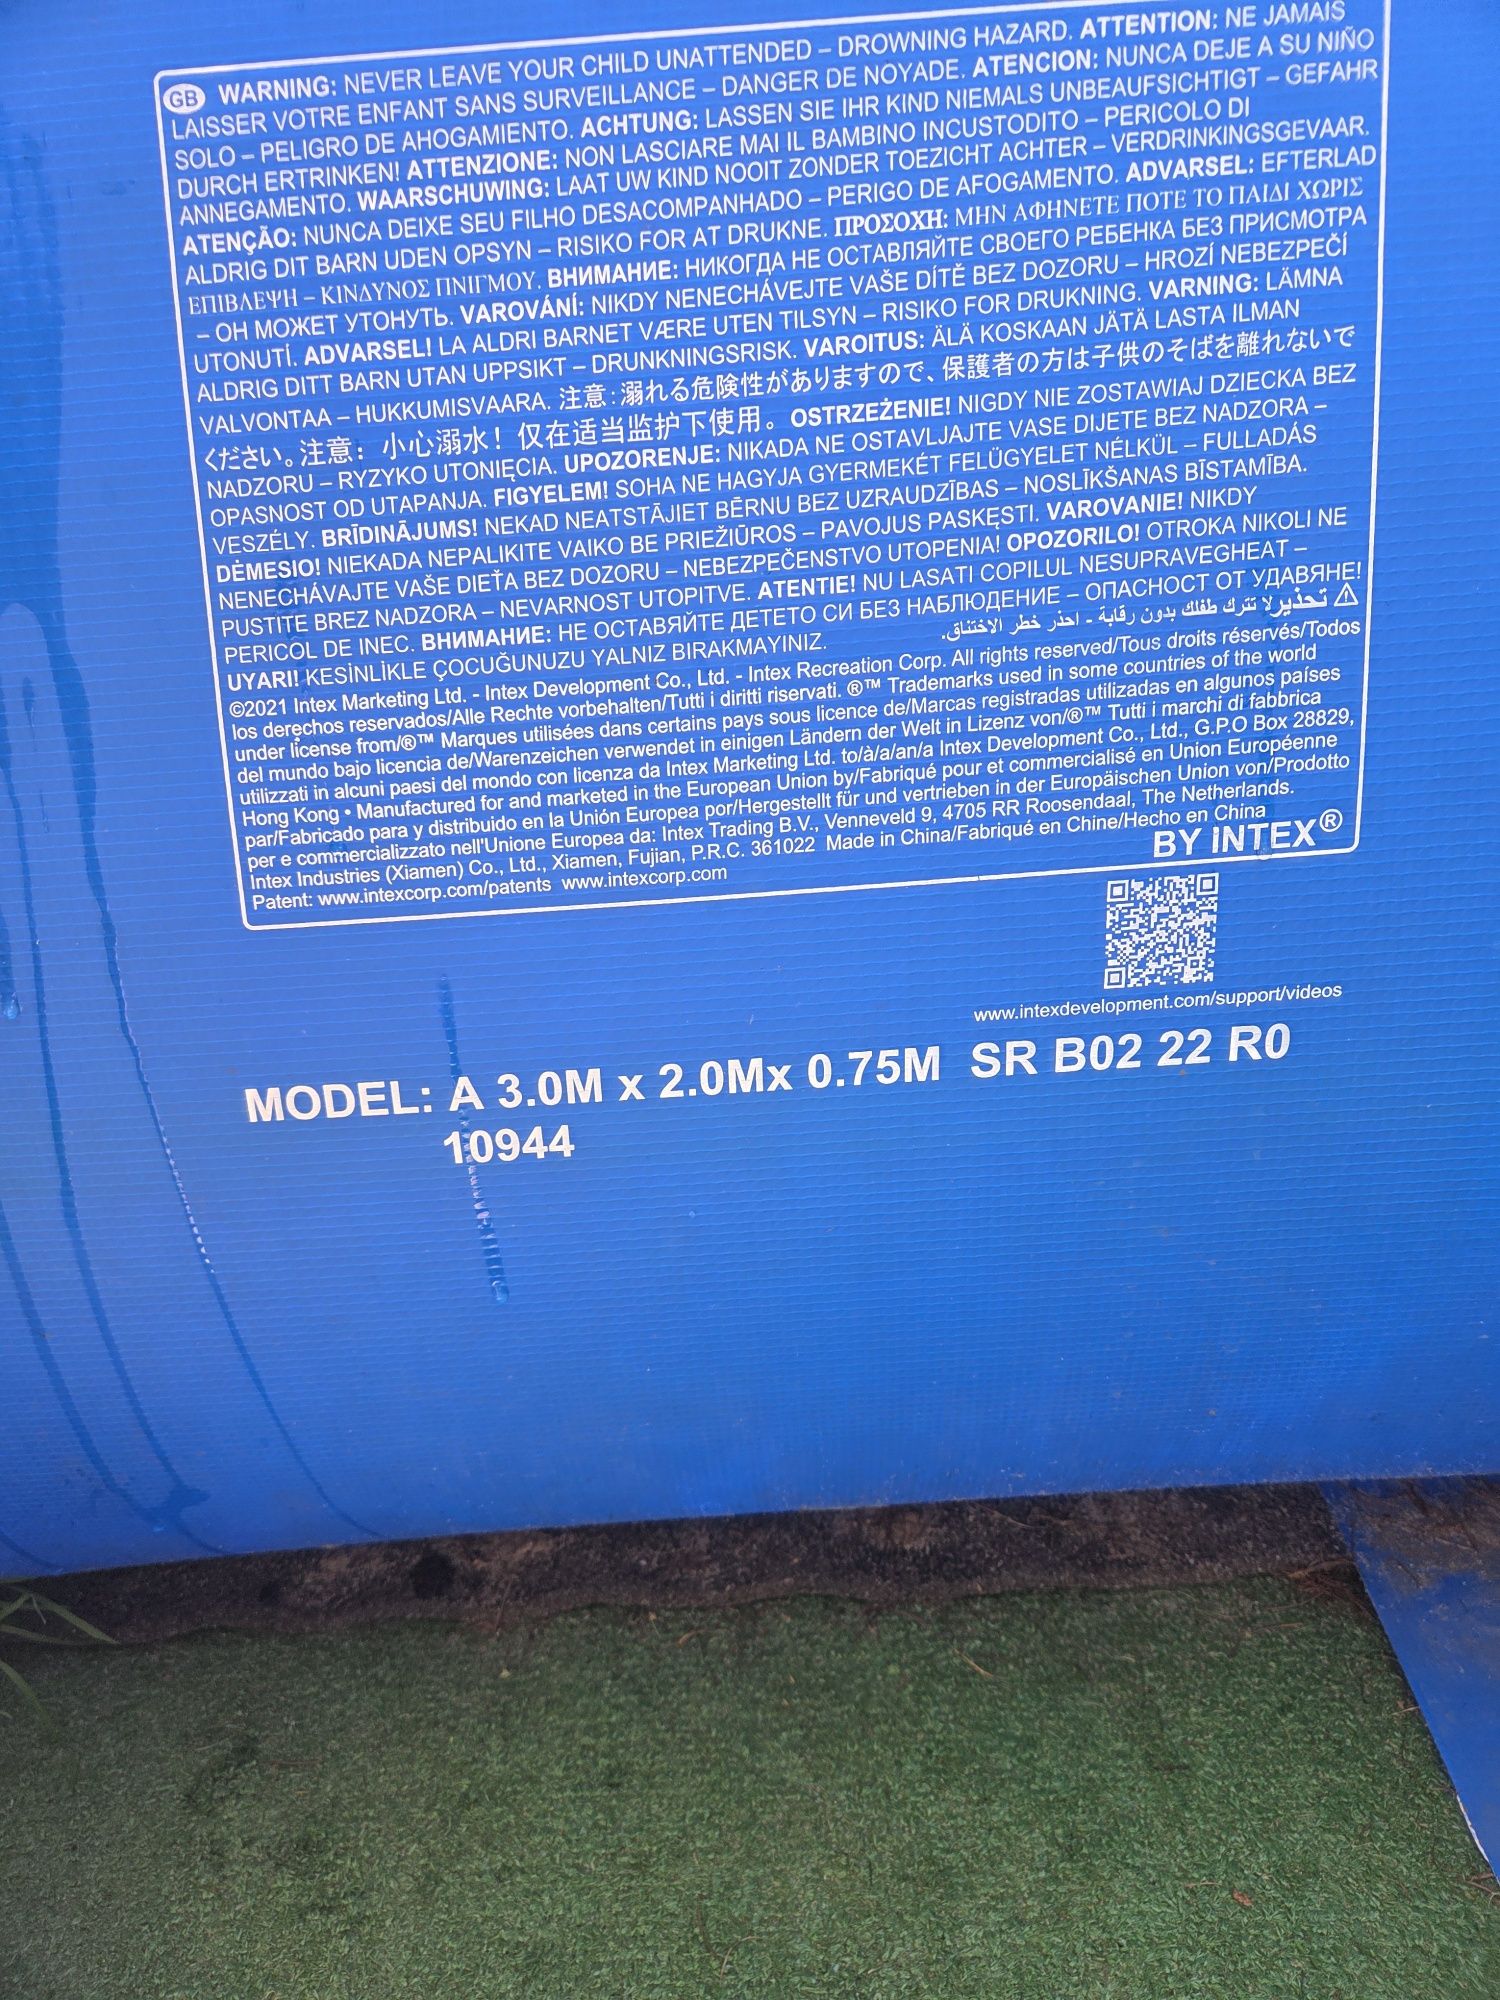 GB WARNING: NEVER LEAVE YOUR CHILD UNATTENDED – DROWNING HAZARD. ATTENTION: NE JAMAIS
LAISSER VOTRE ENFANT SANS SURVEILLANCE – DANGER DE NOYADE. ATENCION: NUNCA DEJE A SU NIÑO
SOLO – PELIGRO DE AHOGAMIENTO. ACHTUNG: LASSEN SIE IHR KIND NIEMALS UNBEAUFSICHTIGT – GEFAHR
DURCH ERTRINKEN! ATTENZIONE: NON LASCIARE MAI IL BAMBINO INCUSTODITO – PERICOLO DI
ANNEGAMENTO. WAARSCHUWING: LAAT UW KIND NOOIT ZONDER TOEZICHT ACHTER – VERDRINKINGSGEVAAR.
ATENÇÃO: NUNCA DEIXE SEU FILHO DESACOMPANHADO – PERIGO DE AFOGAMENTO. ADVARSEL: EFTERLAD
ALDRIG DIT BARN UDEN OPSYN – RISIKO FOR AT DRUKNE. ΠΡΟΣΟΧΗ: ΜΗΝ ΑΦΗΝΕΤΕ ΠΟΤΕ ΤΟ ΠΑΙΔΙ ΧΩΡΙΣ
ΕΠΙΒΛΕΨΗ – ΚΙΝΔΥΝΟΣ ΠΝΙΓΜΟΥ. ВНИМАНИЕ: НИКОГДА НЕ ОСТАВЛЯЙТЕ СВОЕГО РЕБЕНКА БЕЗ ПРИСМОТРА
– ОН МОЖЕТ УТОНУТЬ. VAROVÁNÍ: NIKDY NENECHÁVEJTE VAŠE DÍTĚ BEZ DOZORU – HROZÍ NEBEZPEČÍ
UTONUTÍ. ADVARSEL! LA ALDRI BARNET VÆRE UTEN TILSYN – RISIKO FOR DRUKNING. VARNING: LÄMNA
ALDRIG DITT BARN UTAN UPPSIKT – DRUNKNINGSRISK. VAROITUS: ÄLÄ KOSKAAN JÄTÄ LASTA ILMAN
VALVONTAA – HUKKUMISVAARA. 注意：溺れる危険性がありますので、保護者の方は子供のそばを離れないで
ください。注意： 小心溺水！仅在适当监护下使用。OSTRZEŻENIE! NIGDY NIE ZOSTAWIAJ DZIECKA BEZ
NADZORU – RYZYKO UTONIĘCIA. UPOZORENJE: NIKADA NE OSTAVLJAJTE VASE DIJETE BEZ NADZORA –
OPASNOST OD UTAPANJA. FIGYELEM! SOHA NE HAGYJA GYERMEKÉT FELÜGYELET NÉLKÜL – FULLADÁS
VESZÉLY. BRĪDINĀJUMS! NEKAD NEATSTĀJIET BĒRNU BEZ UZRAUDZĪBAS – NOSLĪKŠANAS BĪSTAMĪBA.
DĖMESIO! NIEKADA NEPALIKITE VAIKO BE PRIEŽIŪROS – PAVOJUS PASKĘSTI. VAROVANIE! NIKDY
NENECHÁVAJTE VAŠE DIEŤA BEZ DOZORU – NEBEZPEČENSTVO UTOPENIA! OPOZORILO! OTROKA NIKOLI NE
PUSTITE BREZ NADZORA – NEVARNOST UTOPITVE. ATENTIE! NU LASATI COPILUL NESUPRAVEGHEAT –
PERICOL DE INEC. ВНИМАНИЕ: НЕ ОСТАВЯЙТЕ ДЕТЕТО СИ БЕЗ НАБЛЮДЕНИЕ – ОПАСНОСТ ОТ УДАВЯНЕ!
UYARI! KESİNLİKLE ÇOCUĞUNUZU YALNIZ BIRAKMAYINIZ. ⚠ تحذير! لا تترك طفلك بدون رقابة - احذر خطر الاختناق.
©2021 Intex Marketing Ltd. - Intex Development Co., Ltd. - Intex Recreation Corp. All rights reserved/Tous droits réservés/Todos
los derechos reservados/Alle Rechte vorbehalten/Tutti i diritti riservati. ®™ Trademarks used in some countries of the world
under license from/®™ Marques utilisées dans certains pays sous licence de/Marcas registradas utilizadas en algunos países
del mundo bajo licencia de/Warenzeichen verwendet in einigen Ländern der Welt in Lizenz von/®™ Tutti i marchi di fabbrica
utilizzati in alcuni paesi del mondo con licenza da Intex Marketing Ltd. to/à/a/an/a Intex Development Co., Ltd., G.P.O Box 28829,
Hong Kong • Manufactured for and marketed in the European Union by/Fabriqué pour et commercialisé en Union Européenne
par/Fabricado para y distribuido en la Unión Europea por/Hergestellt für und vertrieben in der Europäischen Union von/Prodotto
per e commercializzato nell'Unione Europea da: Intex Trading B.V., Venneveld 9, 4705 RR Roosendaal, The Netherlands.
Intex Industries (Xiamen) Co., Ltd., Xiamen, Fujian, P.R.C. 361022 Made in China/Fabriqué en Chine/Hecho en China
Patent: www.intexcorp.com/patents www.intexcorp.com
BY INTEX®
www.intexdevelopment.com/support/videos
MODEL: A 3.0M x 2.0Mx 0.75M SR B02 22 R0
10944